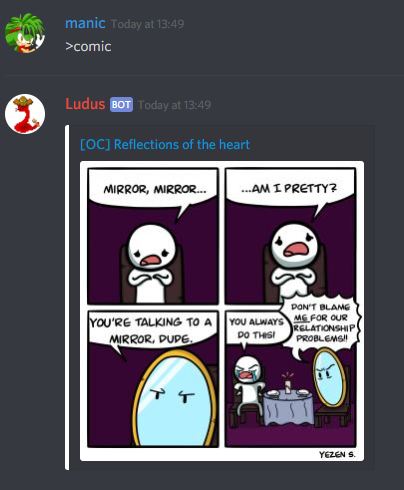 manic Today at 13:49
>comic
Ludus BOT Today at 13:49
[OC] Reflections of the heart
MIRROR, MIRROR...
...AM I PRETTY?
YOU'RE TALKING TO A
MIRROR, DUDE.
YOU ALWAYS
DO THIS!
DON'T BLAME
ME FOR OUR
RELATIONSHIP
PROBLEMS!!
YEZEN S.